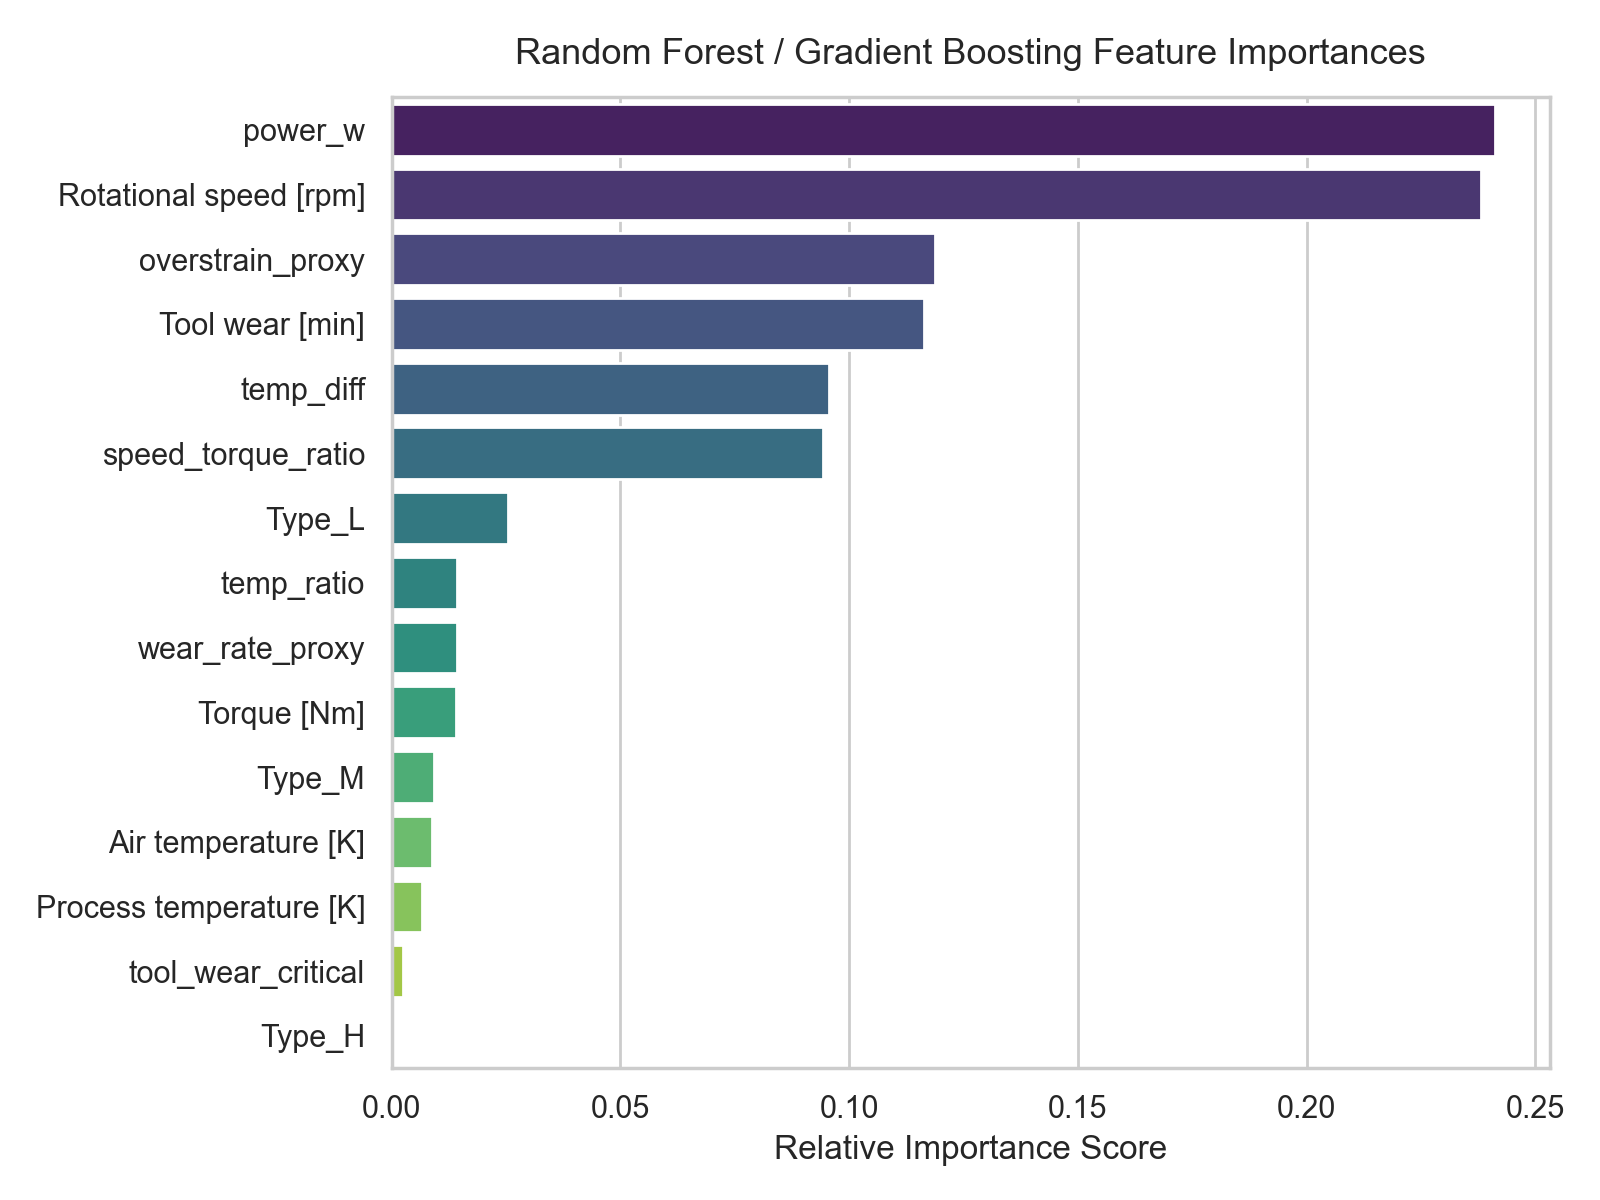 Random Forest / Gradient Boosting Feature Importances
power_w
Rotational speed [rpm]
overstrain_proxy
Tool wear [min]
temp_diff
speed_torque_ratio
Type_L
temp_ratio
wear_rate_proxy
Torque [Nm]
Type_M
Air temperature [K]
Process temperature [K]
tool_wear_critical
Type_H
0.00 0.05 0.10 0.15 0.20 0.25
Relative Importance Score